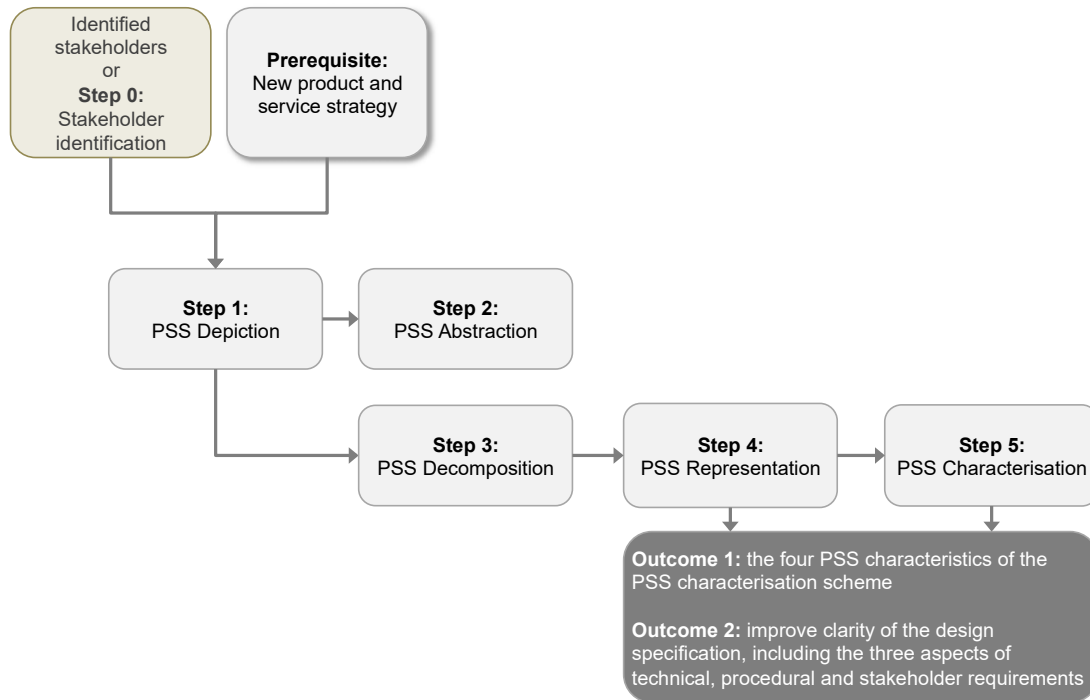 Identified
stakeholders
or
Step 0:
Stakeholder
identification
Prerequisite:
New product and
service strategy
Step 1:
PSS Depiction
Step 2:
PSS Abstraction
Step 3:
PSS Decomposition
Step 4:
PSS Representation
Step 5:
PSS Characterisation
Outcome 1: the four PSS characteristics of the
PSS characterisation scheme
Outcome 2: improve clarity of the design
specification, including the three aspects of
technical, procedural and stakeholder requirements